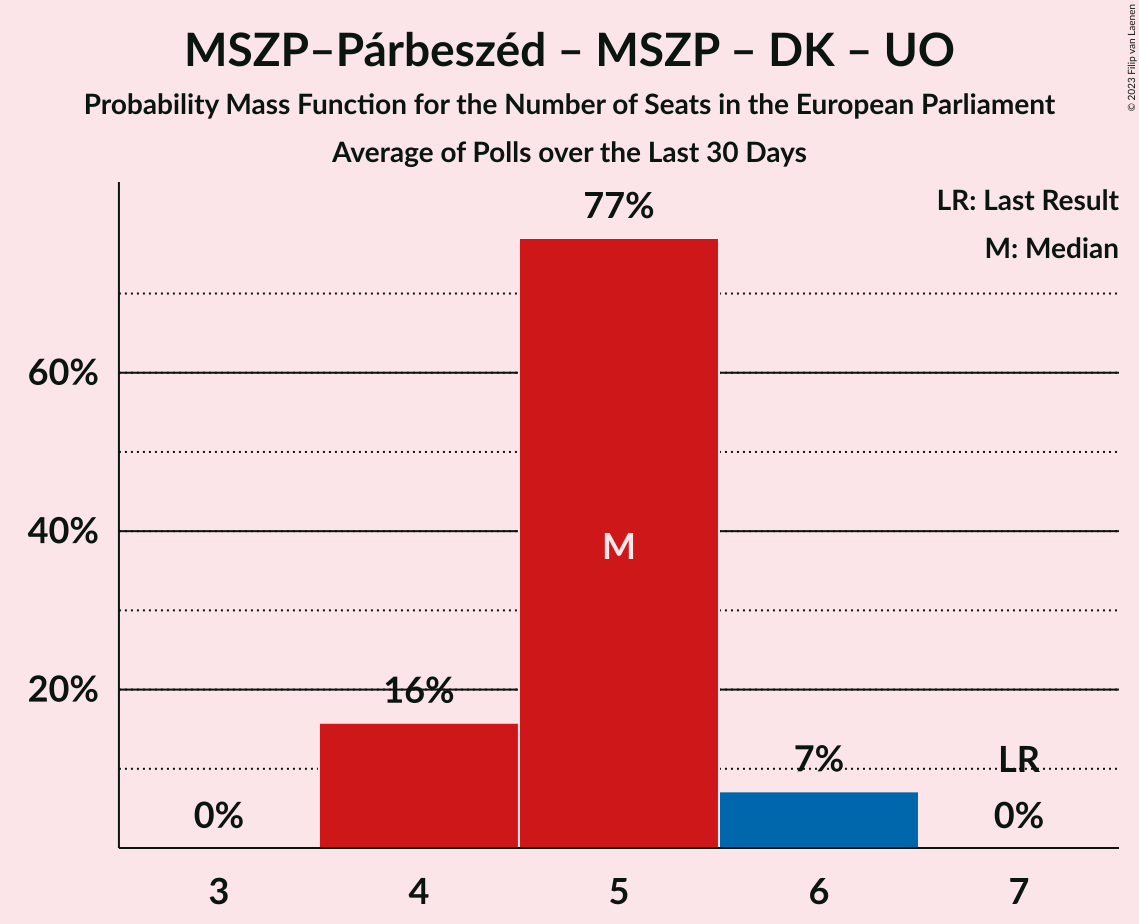 MSZP–Párbeszéd – MSZP – DK – UO
Probability Mass Function for the Number of Seats in the European Parliament
Average of Polls over the Last 30 Days
© 2023 Filip van Laenen
LR: Last Result
M: Median
77%
60%
40%
20%
M
16%
7%
LR
0%
0%
3
4
5
6
7